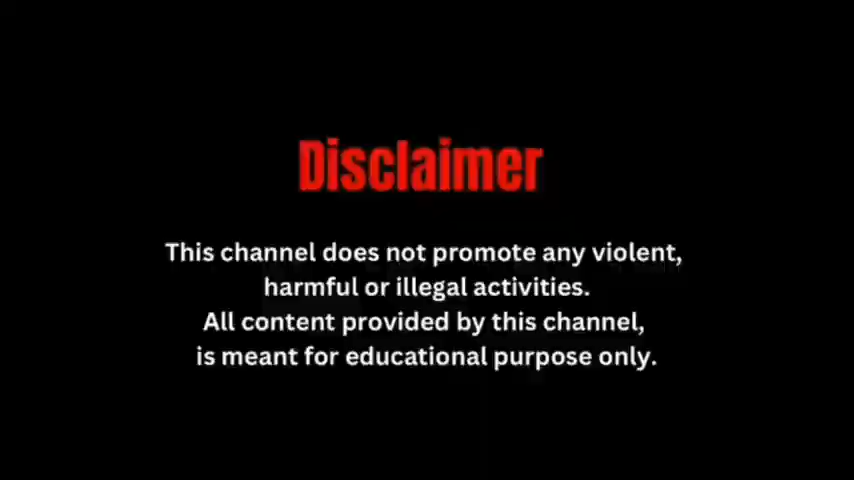 Disclaimer
This channel does not promote any violent,
harmful or illegal activities.
All content provided by this channel,
is meant for educational purpose only.